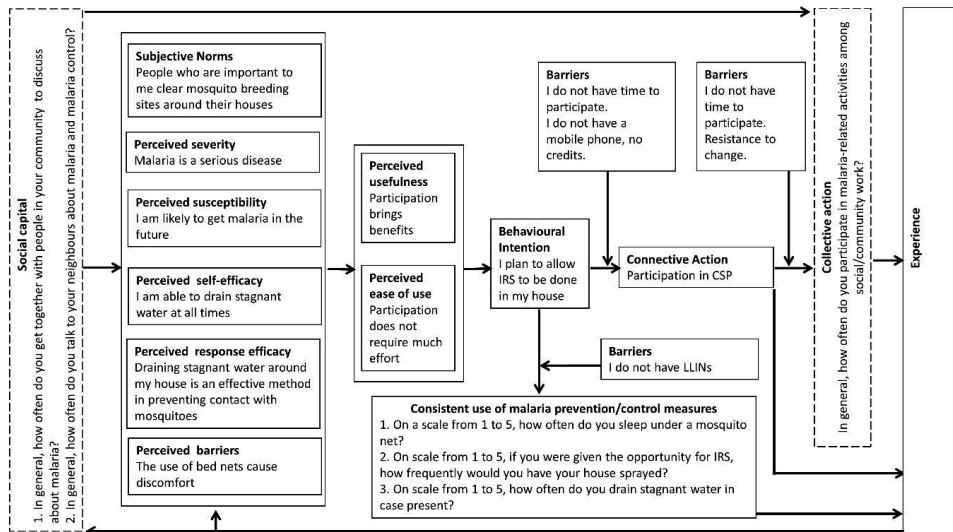 Social capital
1. In general, how often do you get together with people in your community to discuss
about malaria?
2. In general, how often do you talk to your neighbours about malaria and malaria control?
Subjective Norms
People who are important to
me clear mosquito breeding
sites around their houses
Perceived severity
Malaria is a serious disease
Perceived susceptibility
I am likely to get malaria in the
future
Perceived self-efficacy
I am able to drain stagnant
water at all times
Perceived response efficacy
Draining stagnant water around
my house is an effective method
in preventing contact with
mosquitoes
Perceived barriers
The use of bed nets cause
discomfort
Perceived
usefulness
Participation
brings
benefits
Perceived
ease of use
Participation
does not
require much
effort
Behavioural
Intention
I plan to allow
IRS to be done
in my house
Barriers
I do not have time to
participate.
I do not have a
mobile phone, no
credits.
Barriers
I do not have
time to
participate.
Resistance to
change.
Connective Action
Participation in CSP
Barriers
I do not have LLINs
Consistent use of malaria prevention/control measures
1. On a scale from 1 to 5, how often do you sleep under a mosquito
net?
2. On scale from 1 to 5, if you were given the opportunity for IRS,
how frequently would you have your house sprayed?
3. On scale from 1 to 5, how often do you drain stagnant water in
case present?
Collective action
In general, how often do you participate in malaria-related activities among
social/community work?
Experience